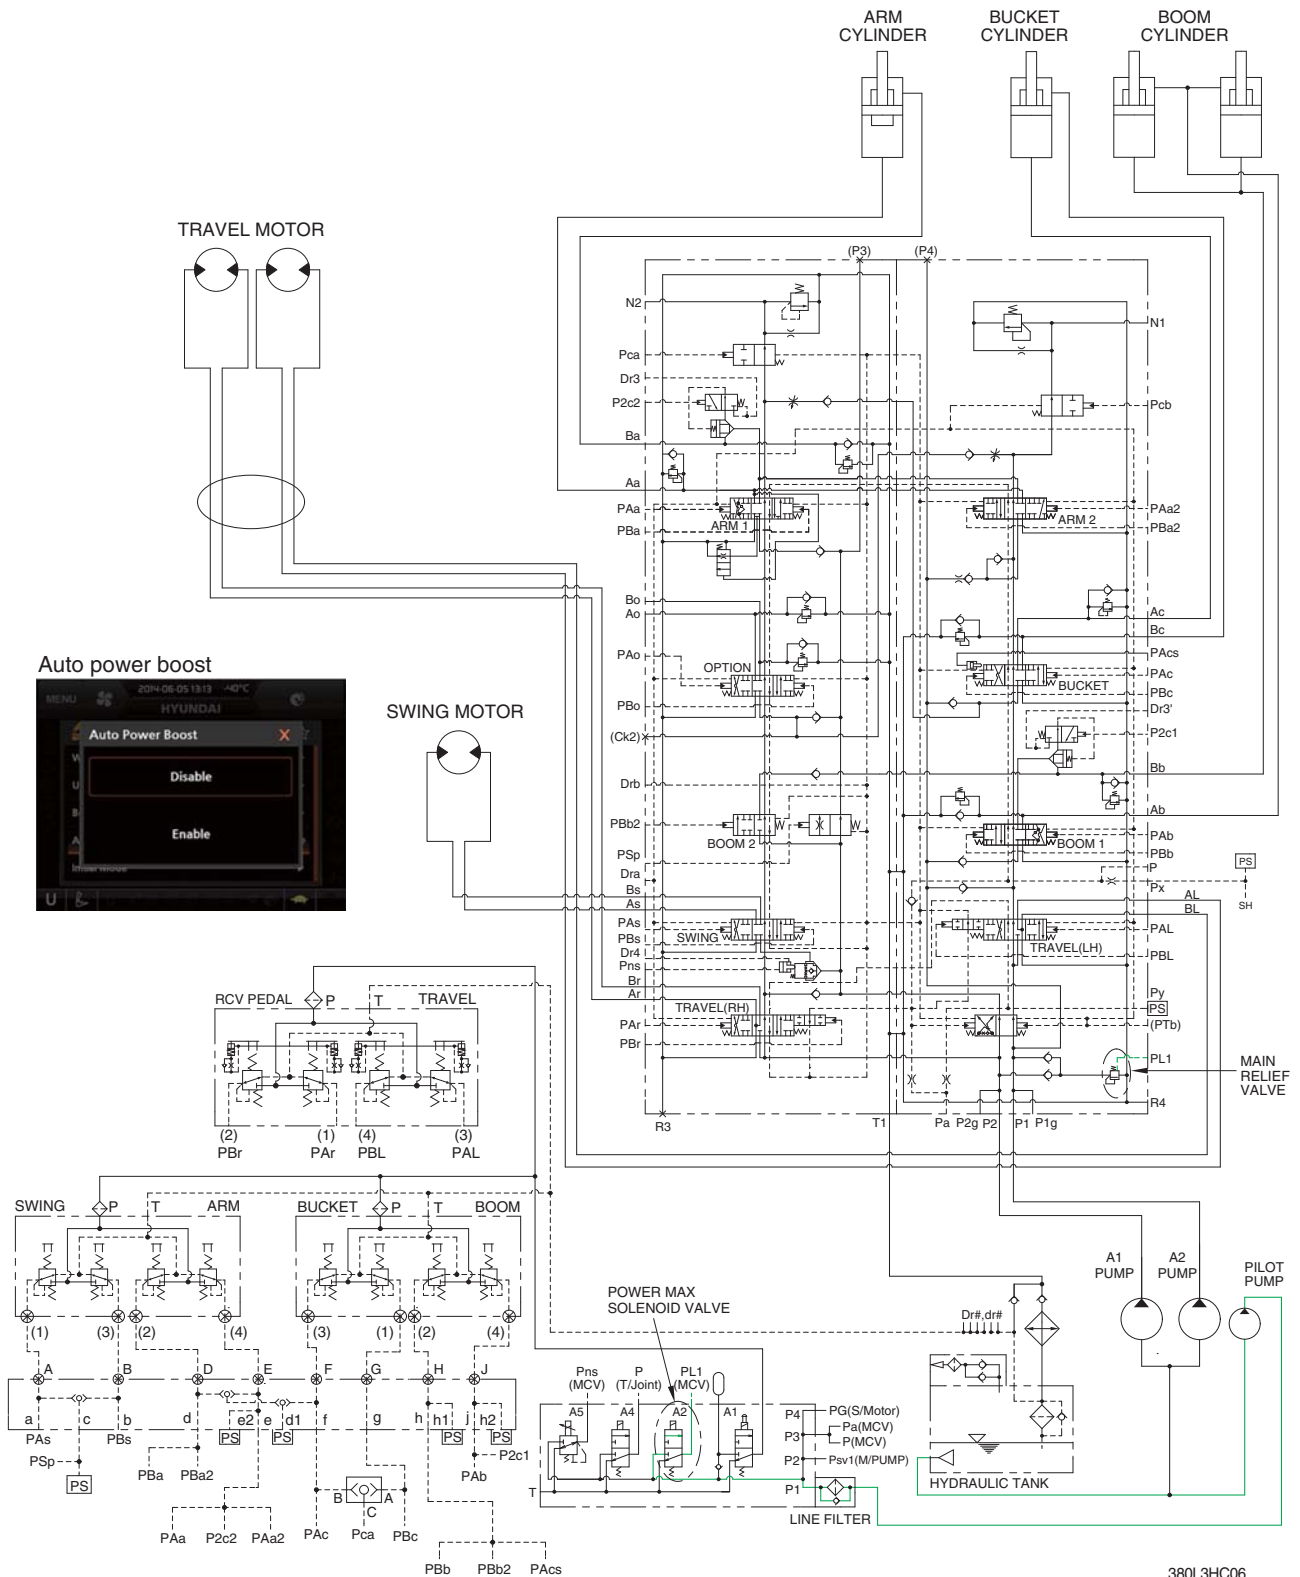 ARM
CYLINDER
BUCKET
CYLINDER
BOOM
CYLINDER
TRAVEL MOTOR
(P3)
(P4)
N2
N1
Pca
Dr3
P2c2
Pcb
Ba
Aa
PAa
ARM 1
ARM 2
PAa2
PBa
PBa2
Bo
Ao
Ac
Bc
PAo
OPTION
PAcs
PAc
BUCKET
PBo
PBc
Dr3'
(Ck2)
P2c1
Bb
Drb
Ab
PBb2
BOOM 2
PAb
BOOM 1
PBb
PSp
P
PS
Dra
Px
SH
Bs
AL
As
BL
PAs
PAL
PBs
SWING
TRAVEL(LH)
PBL
Dr4
Pns
Br
Ar
Py
TRAVEL(RH)
PS
PAr
(PTb)
PBr
PL1
MAIN
RELIEF
VALVE
R4
R3
T1
Pa
P2g
P2
P1
P1g
Auto power boost
MENU
2014-06-05 13:13
-40°C
HYUNDAI
Auto Power Boost
X
Disable
Enable
U
SWING MOTOR
RCV PEDAL
P
T
TRAVEL
(2)
(1)
(4)
(3)
PBr
PAr
PBL
PAL
SWING
P
T
ARM
BUCKET
P
T
BOOM
(1)
(3)
(2)
(4)
(3)
(1)
(2)
(4)
A
B
D
E
F
G
H
J
a
c
b
d
e2
e
d1
f
g
h
h1
j
h2
PAs
PBs
PS
PS
PS
PS
PSp
PS
PBa
PBa2
P2c1
PAb
B
A
C
PAa
P2c2
PAa2
PAc
Pca
PBc
PBb
PBb2
PAcs
POWER MAX
SOLENOID VALVE
Pns
(MCV)
P
(T/Joint)
PL1
(MCV)
A5
A4
A2
A1
T
P4
PG(S/Motor)
P3
Pa(MCV)
P(MCV)
P2
Psv1(M/PUMP)
P1
LINE FILTER
Dr#,dr#
HYDRAULIC TANK
A1
PUMP
A2
PUMP
PILOT
PUMP
380L3HC06